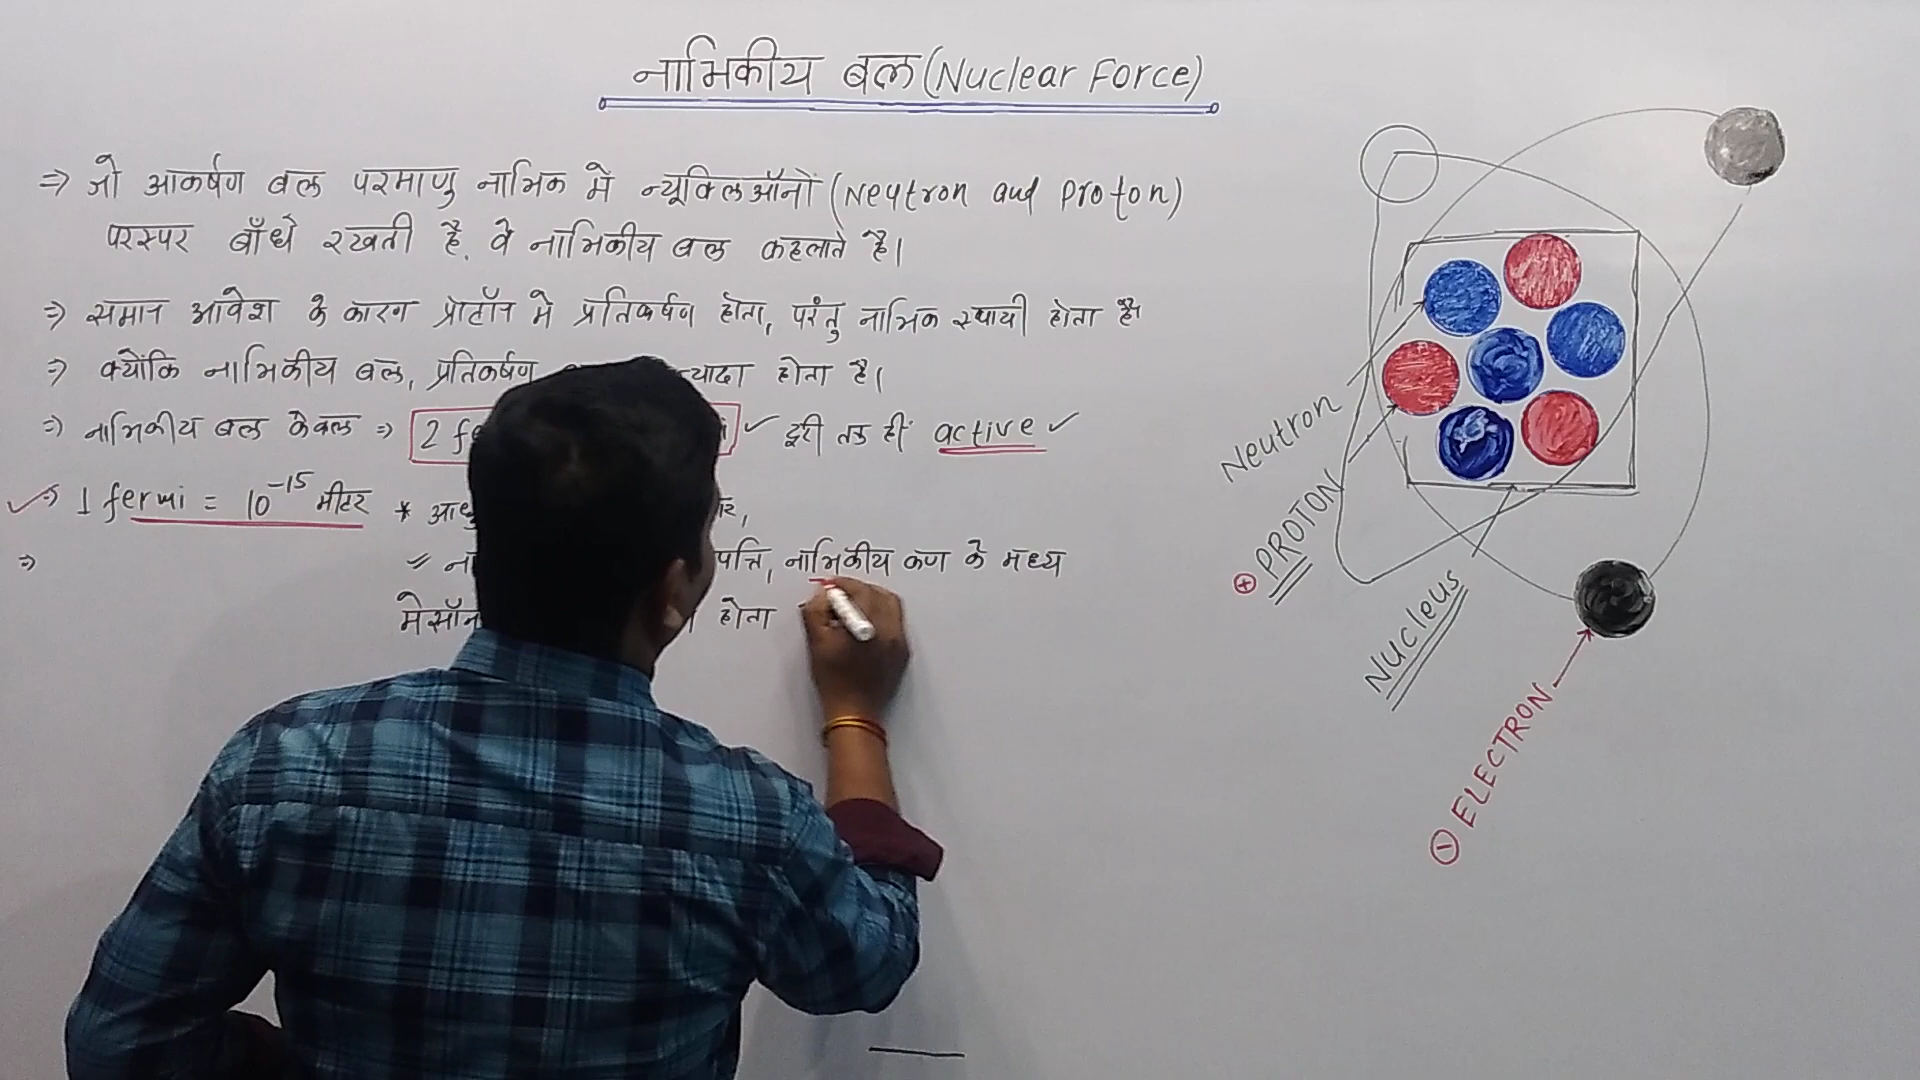 नाभिकीय बल (Nuclear Force)
⇒ जो आकर्षण बल परमाणु नाभिक मे न्यूक्लिऑनों (Neutron and Proton)
परस्पर बाँधे रखती है. वे नाभिकीय बल कहलाते है।
⇒ समान आवेश के कारण प्रोटॉन मे प्रतिकर्षण होता, परंतु नाभिक स्थायी होता है।
⇒ क्योंकि नाभिकीय बल, प्रतिकर्षण ज्यादा होता है।
⇒ नाभिकीय बल केवल ⇒ 2 fe ✓ दूरी तक हीं active ✓
✓⇒ 1 fermi = 10⁻¹⁵ मीटर * आधु
⇒ = ना नाभिकीय कण के मध्य
मेसॉन होता
Neutron
⊕ PROTON
Nucleus
⊖ ELECTRON